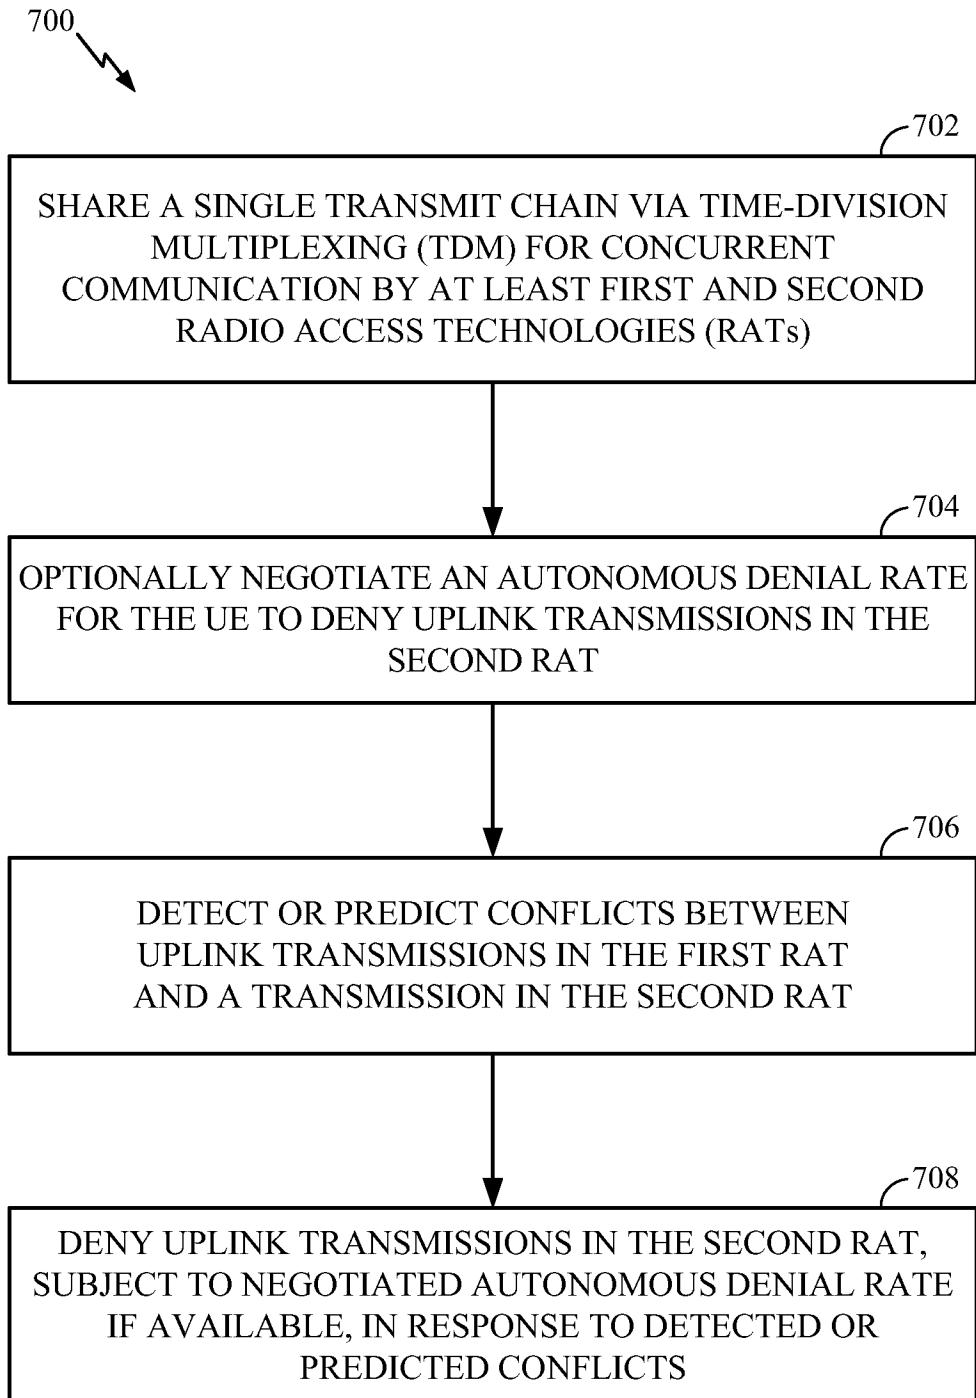 700
702
SHARE A SINGLE TRANSMIT CHAIN VIA TIME-DIVISION
MULTIPLEXING (TDM) FOR CONCURRENT
COMMUNICATION BY AT LEAST FIRST AND SECOND
RADIO ACCESS TECHNOLOGIES (RATs)
704
OPTIONALLY NEGOTIATE AN AUTONOMOUS DENIAL RATE
FOR THE UE TO DENY UPLINK TRANSMISSIONS IN THE
SECOND RAT
706
DETECT OR PREDICT CONFLICTS BETWEEN
UPLINK TRANSMISSIONS IN THE FIRST RAT
AND A TRANSMISSION IN THE SECOND RAT
708
DENY UPLINK TRANSMISSIONS IN THE SECOND RAT,
SUBJECT TO NEGOTIATED AUTONOMOUS DENIAL RATE
IF AVAILABLE, IN RESPONSE TO DETECTED OR
PREDICTED CONFLICTS